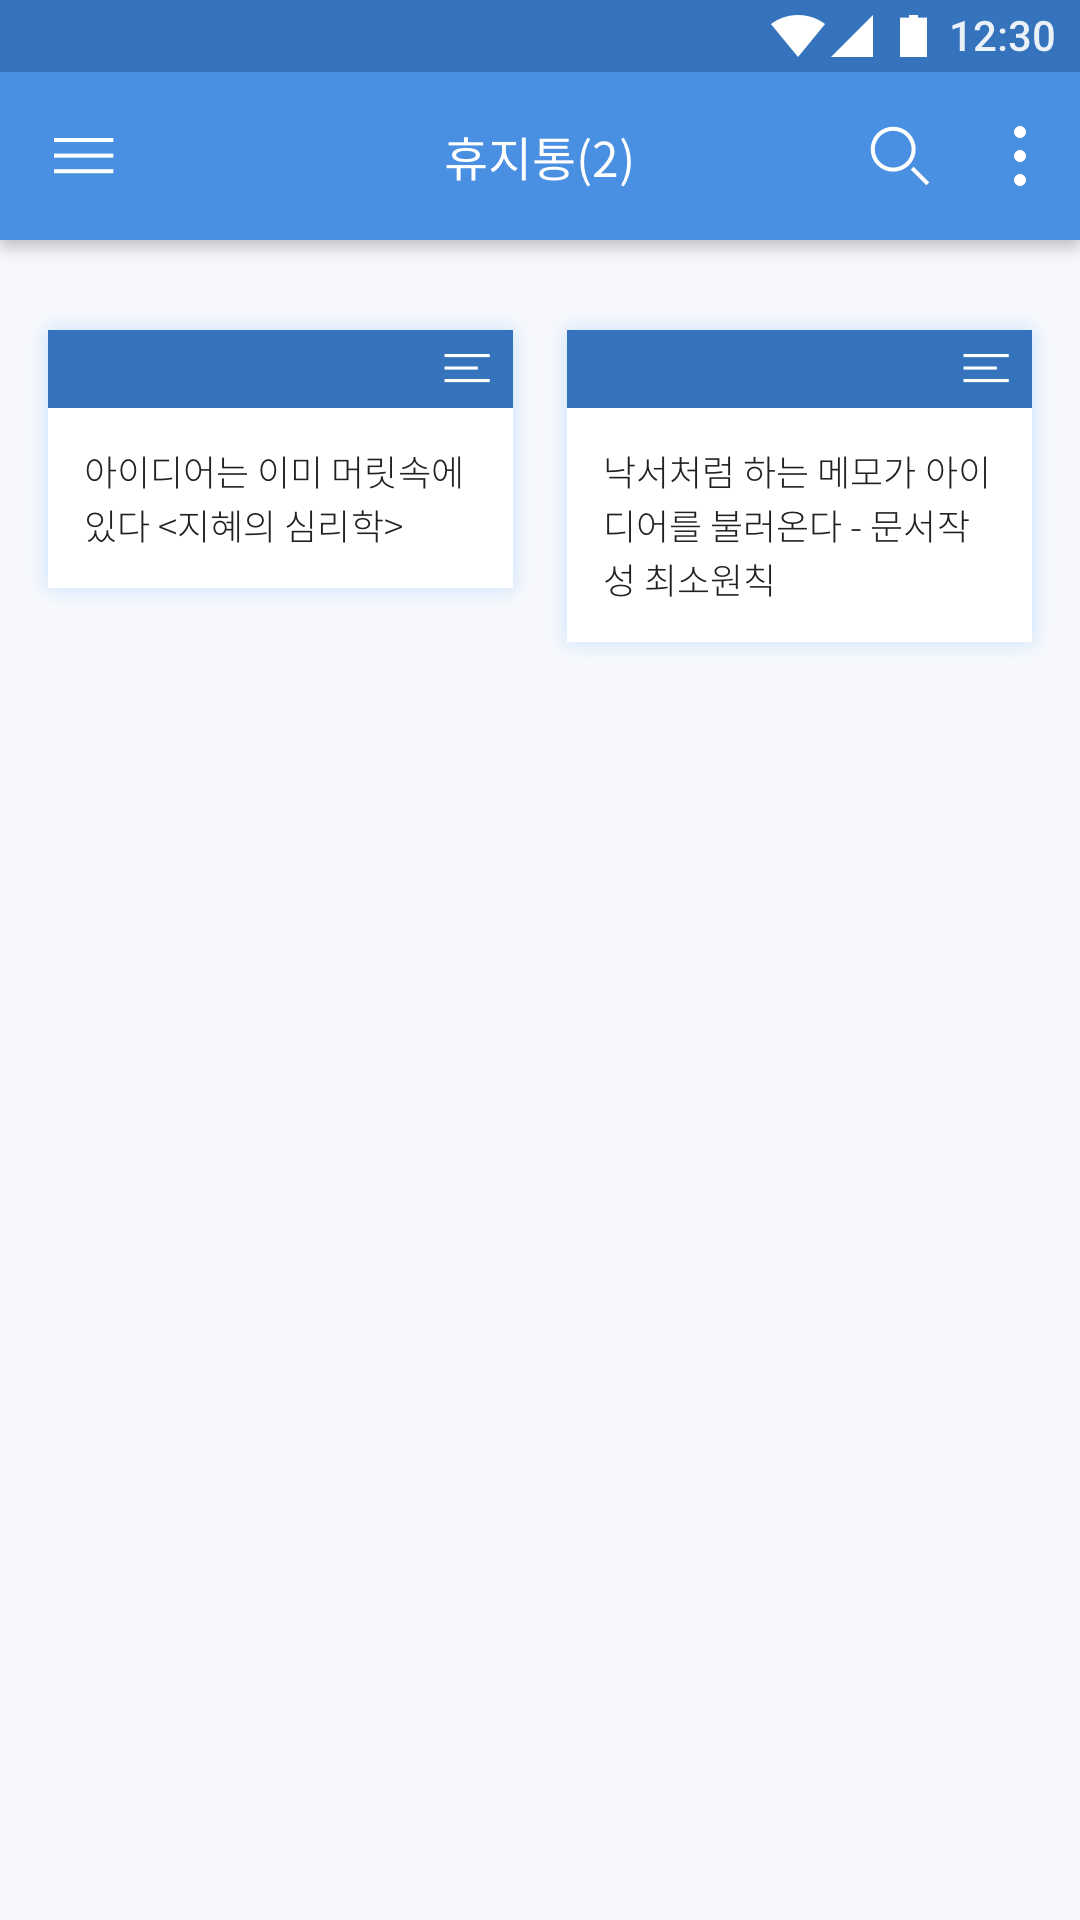 12:30
휴지통(2)
아이디어는 이미 머릿속에
있다 <지혜의 심리학>
낙서처럼 하는 메모가 아이
디어를 불러온다 - 문서작
성 최소원칙